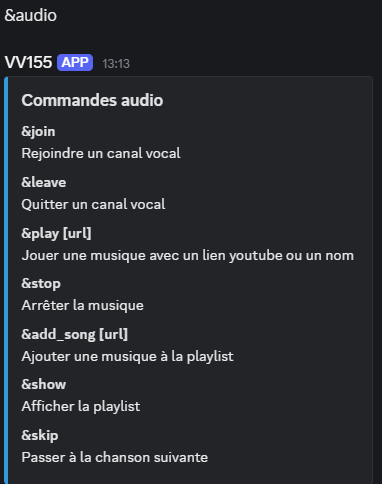 &audio
VV155 APP 13:13
Commandes audio
&join
Rejoindre un canal vocal
&leave
Quitter un canal vocal
&play [url]
Jouer une musique avec un lien youtube ou un nom
&stop
Arrêter la musique
&add_song [url]
Ajouter une musique à la playlist
&show
Afficher la playlist
&skip
Passer à la chanson suivante